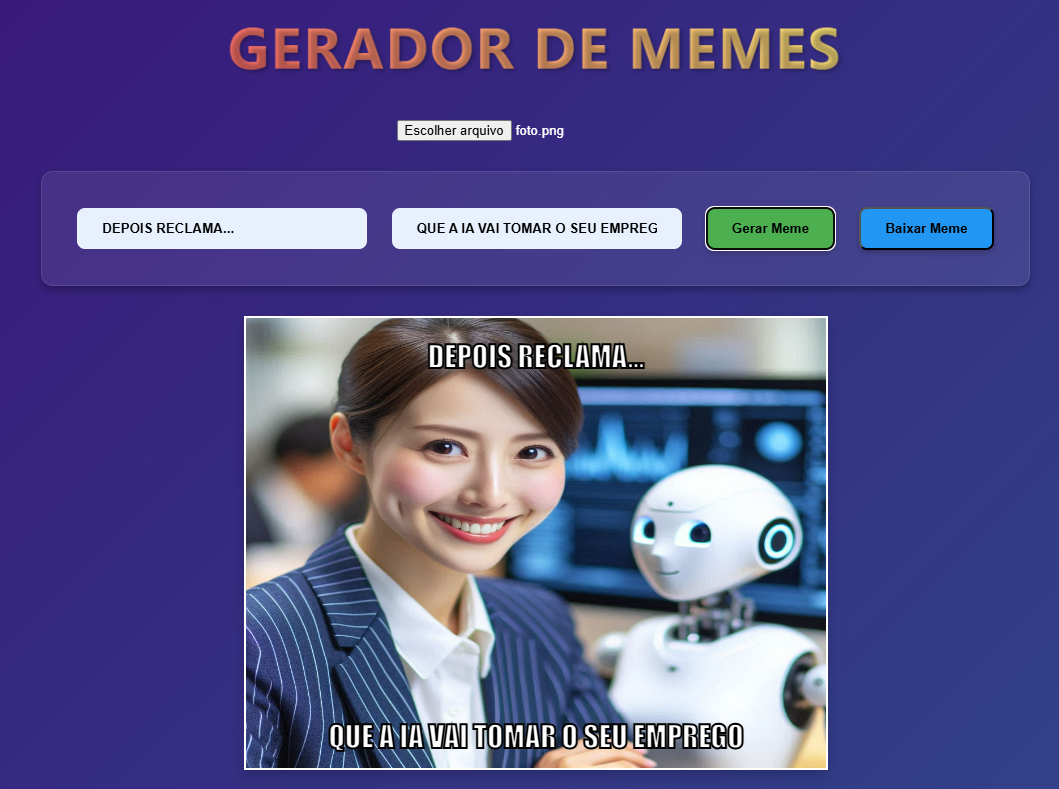 GERADOR DE MEMES
Escolher arquivo foto.png
DEPOIS RECLAMA... QUE A IA VAI TOMAR O SEU EMPREG Gerar Meme Baixar Meme
DEPOIS RECLAMA...
QUE A IA VAI TOMAR O SEU EMPREGO